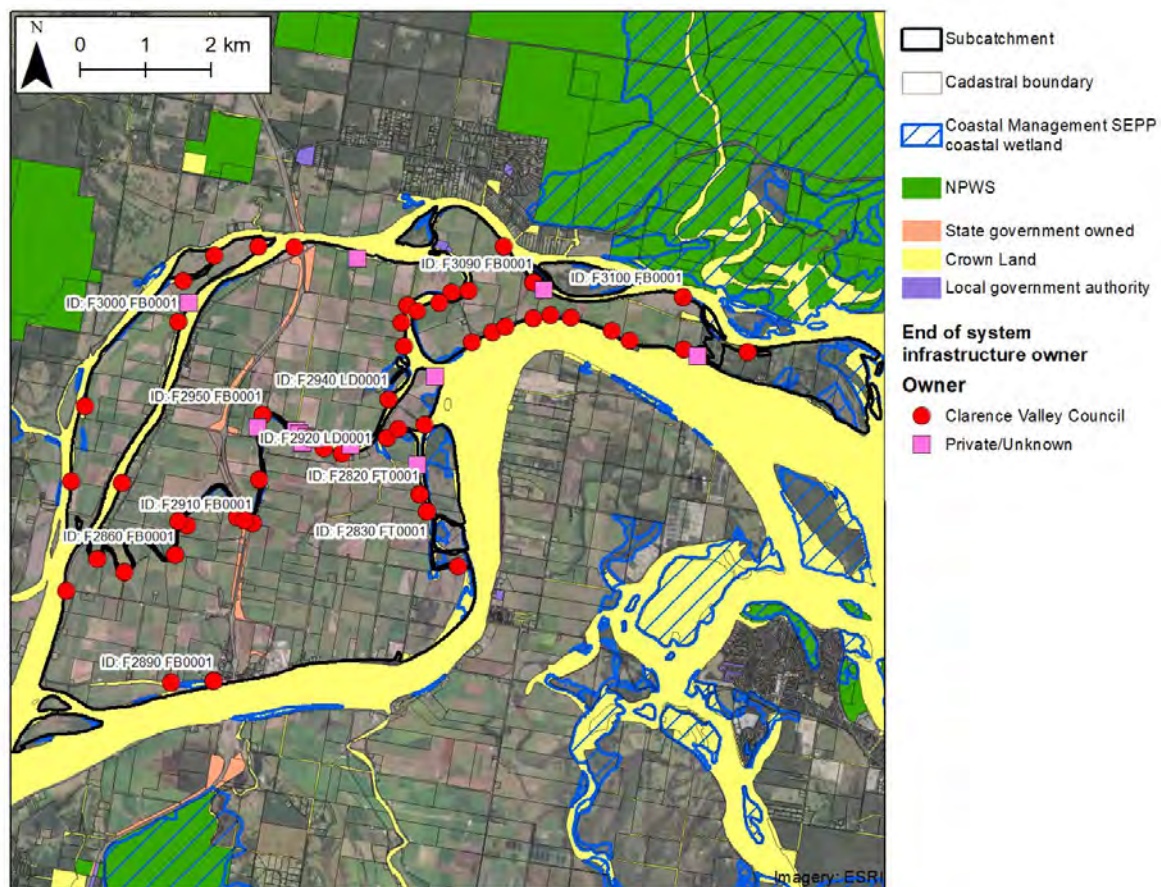 N
0 1 2 km
ID: F3090 FB0001
ID: F3100 FB0001
ID: F3000 FB0001
ID: F2940 LD0001
ID: F2950 FB0001
0
ID: F2920 LD0001
ID: F2820 FT0001
ID: F2910 FB0001
ID: F2830 FT0001
ID: F2860 FB0001
ID: F2890 FB0001
Imagery: ESRI
Subcatchment
Cadastral boundary
Coastal Management SEPP
coastal wetland
NPWS
State government owned
Crown Land
Local government authority
End of system
infrastructure owner
Owner
Clarence Valley Council
Private/Unknown